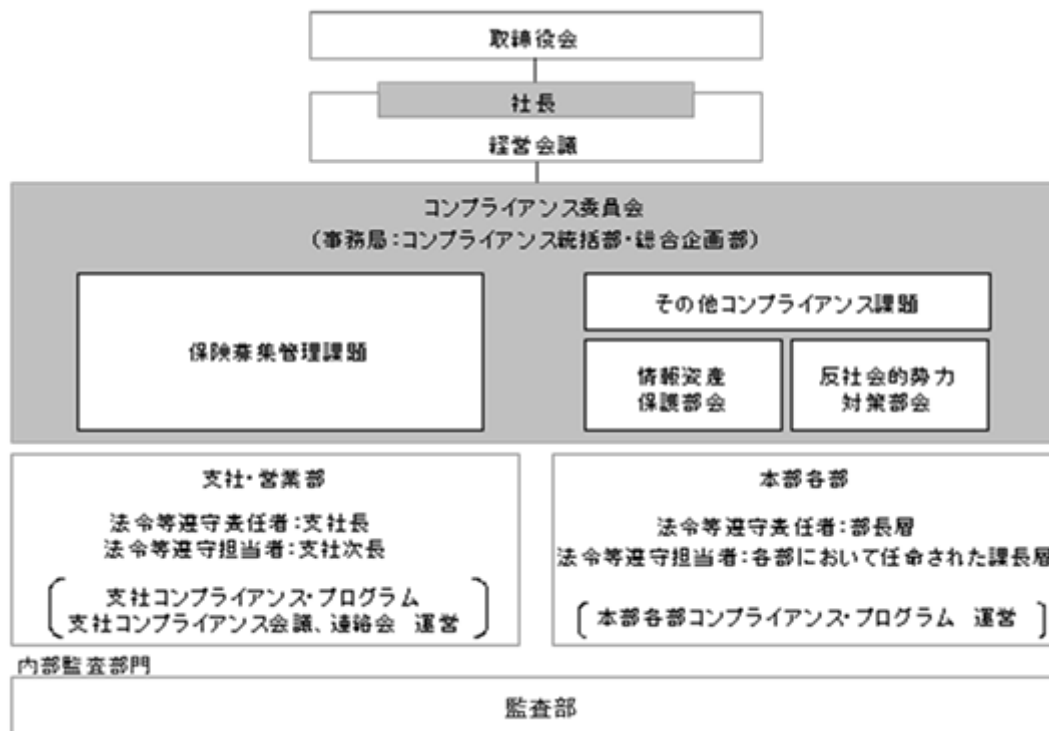 取締役会
社長
経営会議
コンプライアンス委員会
（事務局：コンプライアンス統括部・総合企画部）
保険募集管理課題
その他コンプライアンス課題
情報資産
保護部会
反社会的勢力
対策部会
支社・営業部
法令等遵守責任者：支社長
法令等遵守担当者：支社次長
支社コンプライアンス・プログラム
支社コンプライアンス会議、連絡会　運営
本部各部
法令等遵守責任者：部長層
法令等遵守担当者：各部において任命された課長層
本部各部コンプライアンス・プログラム　運営
内部監査部門
監査部